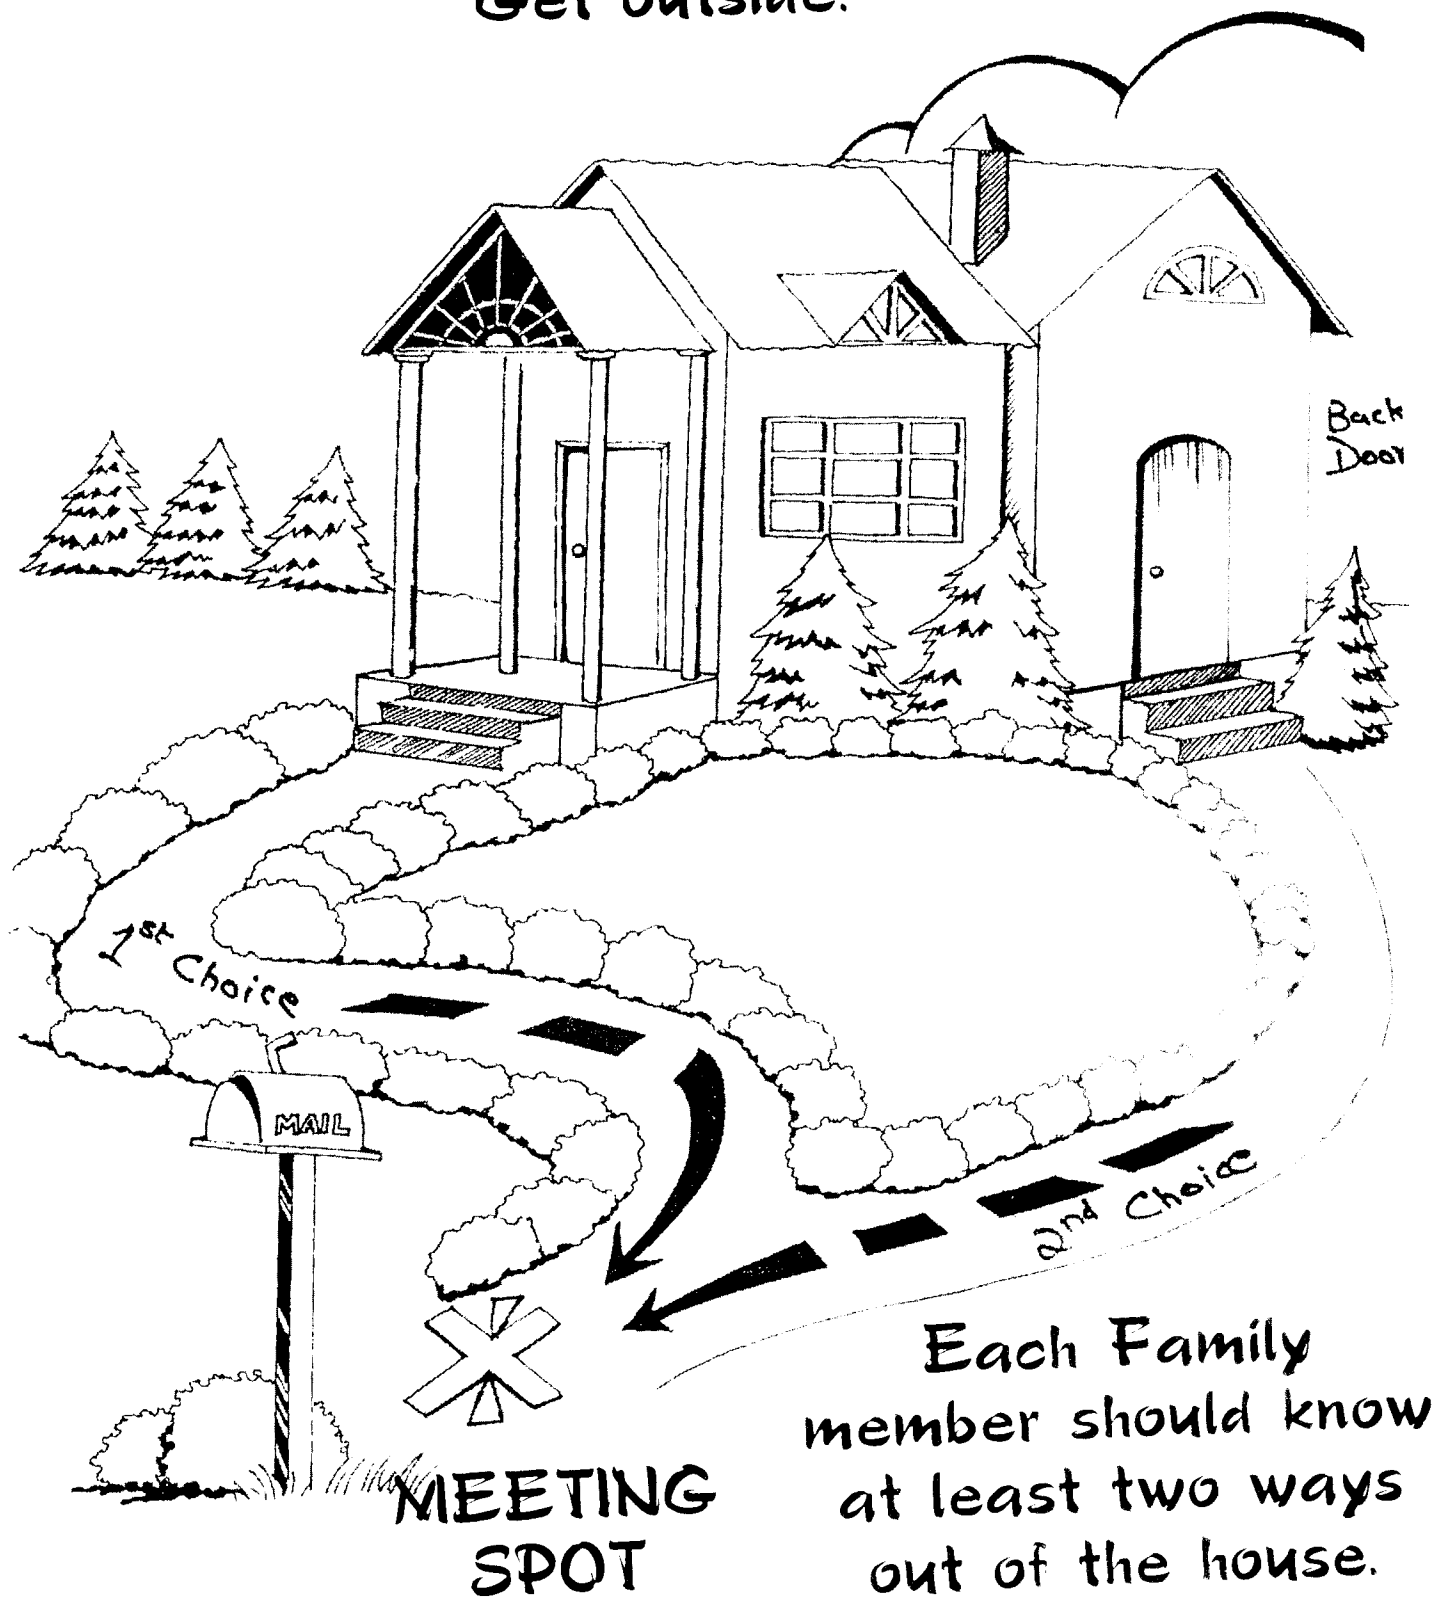 Get outside.
Back
Door
1st Choice
MAIL
2nd Choice
Each Family
member should know
at least two ways
out of the house.
MEETING
SPOT